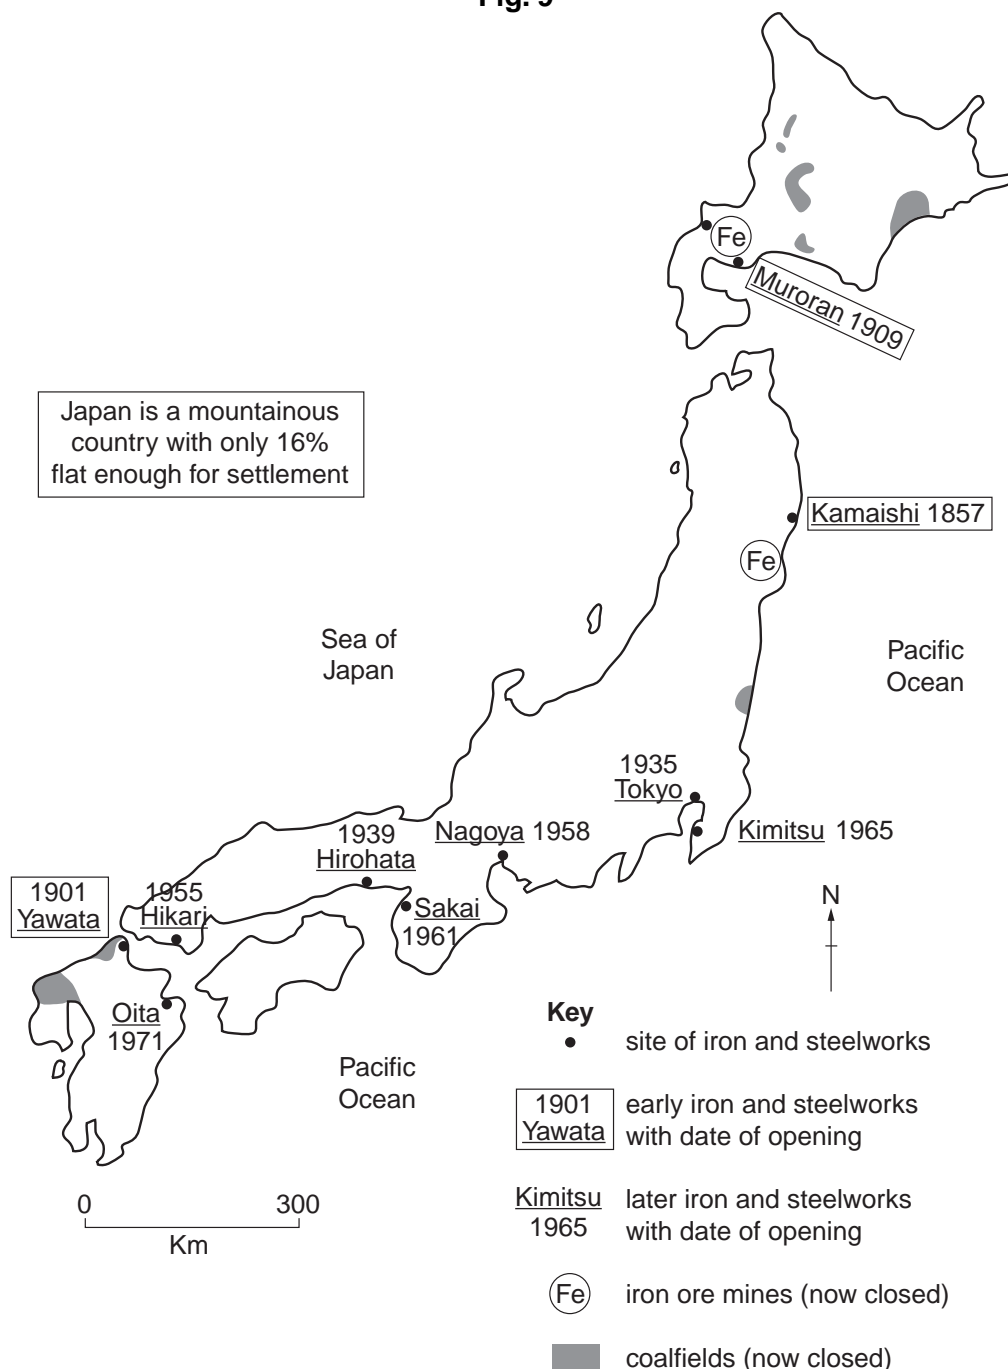 Fig. 9
Fe
Muroran 1909
Japan is a mountainous
country with only 16%
flat enough for settlement
Kamaishi 1857
Fe
Sea of
Japan
Pacific
Ocean
1935
Tokyo
Kimitsu 1965
1939
Hirohata
Nagoya 1958
1901
Yawata
1955
Hikari
Sakai
1961
N
Oita
1971
Pacific
Ocean
Key
site of iron and steelworks
1901
Yawata
early iron and steelworks
with date of opening
Kimitsu
1965
later iron and steelworks
with date of opening
0 300
Km
Fe
iron ore mines (now closed)
coalfields (now closed)